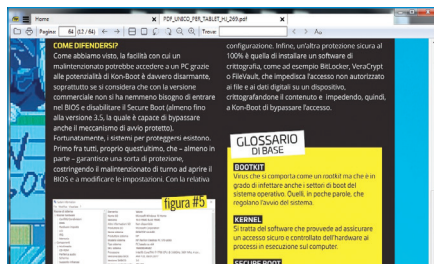 Home
PDF_UNICO_PER_TABLET_HJ_269.pdf
Pagina: 64 (12 / 64)
Trova:
COME DIFENDERSI?
Come abbiamo visto, la facilità con cui un
malintenzionato potrebbe accedere a un PC grazie
alle potenzialità di Kon-Boot è davvero disarmante,
soprattutto se si considera che con la versione
commerciale non si ha nemmeno bisogno di entrare
nel BIOS e disabilitare il Secure Boot (almeno fino
alla versione 3.5, la quale è capace di bypassare
anche il meccanismo di avvio protetto).
Fortunatamente, i sistemi per proteggersi esistono.
Primo fra tutti, proprio quest'ultimo, che – almeno in
parte – garantisce una sorta di protezione,
costringendo il malintenzionato di turno ad aprire il
BIOS e a modificare le impostazioni. Con la relativa
figura #5
configurazione. Infine, un'altra protezione sicura al
100% è quella di installare un software di
crittografia, come ad esempio BitLocker, VeraCrypt
o FileVault, che impedisca l'accesso non autorizzato
ai file e ai dati digitali su un dispositivo,
crittografandone il contenuto e impedendo, quindi,
a Kon-Boot di bypassare l'accesso.
GLOSSARIO
DI BASE
BOOTKIT
Virus che si comporta come un rootkit ma che è in
grado di infettare anche i settori di boot del
sistema operativo. Quelli, in poche parole, che
regolano l'avvio del sistema.
KERNEL
Si tratta del software che provvede ad assicurare
un accesso sicuro e controllato dell'hardware ai
processi in esecuzione sul computer.
SECURE BOOT